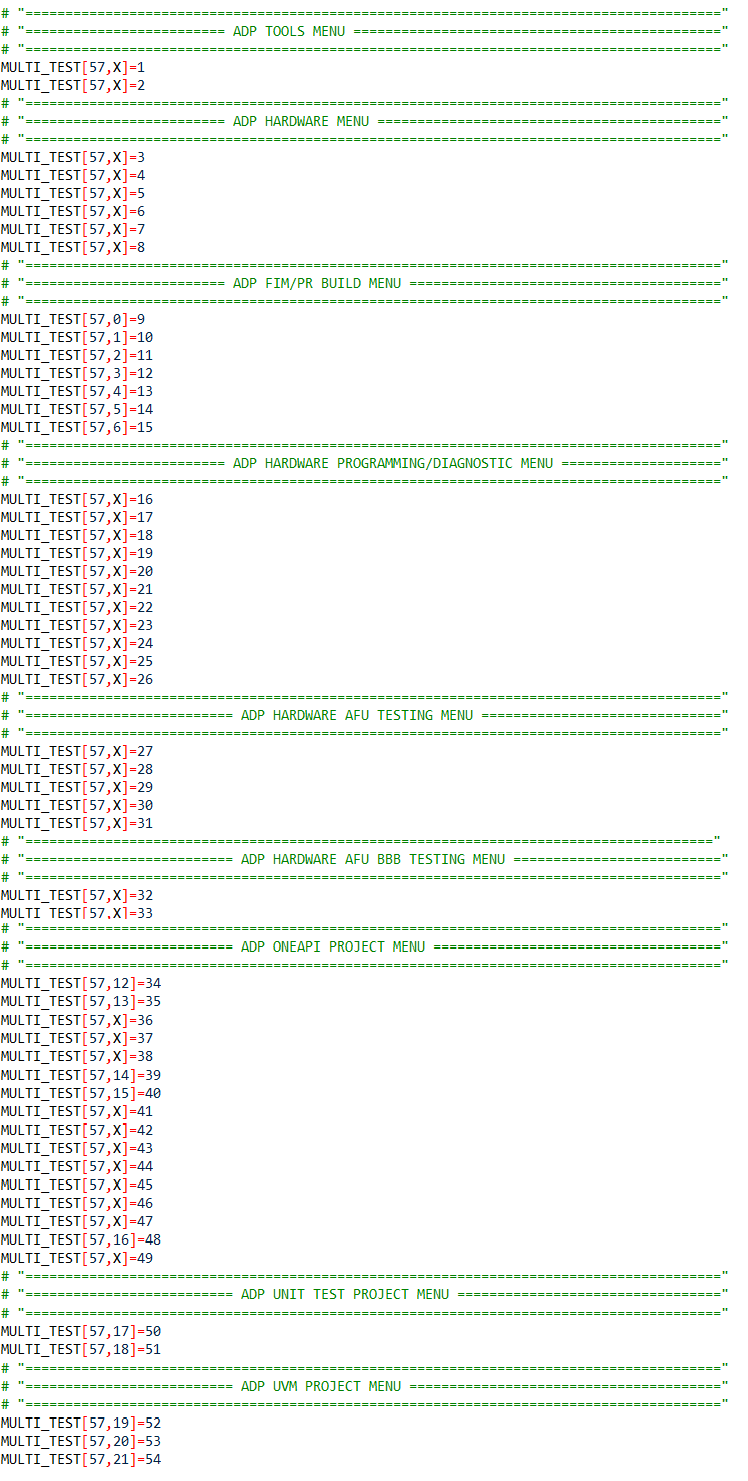 # "======================================================================================="
# "========================= ADP TOOLS MENU =============================================="
# "======================================================================================="
MULTI_TEST[57,X]=1
MULTI_TEST[57,X]=2
# "======================================================================================="
# "========================= ADP HARDWARE MENU ==========================================="
# "======================================================================================="
MULTI_TEST[57,X]=3
MULTI_TEST[57,X]=4
MULTI_TEST[57,X]=5
MULTI_TEST[57,X]=6
MULTI_TEST[57,X]=7
MULTI_TEST[57,X]=8
# "======================================================================================="
# "========================= ADP FIM/PR BUILD MENU ======================================="
# "======================================================================================="
MULTI_TEST[57,0]=9
MULTI_TEST[57,1]=10
MULTI_TEST[57,2]=11
MULTI_TEST[57,3]=12
MULTI_TEST[57,4]=13
MULTI_TEST[57,5]=14
MULTI_TEST[57,6]=15
# "======================================================================================="
# "========================= ADP HARDWARE PROGRAMMING/DIAGNOSTIC MENU ===================="
# "======================================================================================="
MULTI_TEST[57,X]=16
MULTI_TEST[57,X]=17
MULTI_TEST[57,X]=18
MULTI_TEST[57,X]=19
MULTI_TEST[57,X]=20
MULTI_TEST[57,X]=21
MULTI_TEST[57,X]=22
MULTI_TEST[57,X]=23
MULTI_TEST[57,X]=24
MULTI_TEST[57,X]=25
MULTI_TEST[57,X]=26
# "======================================================================================="
# "========================== ADP HARDWARE AFU TESTING MENU =============================="
# "======================================================================================="
MULTI_TEST[57,X]=27
MULTI_TEST[57,X]=28
MULTI_TEST[57,X]=29
MULTI_TEST[57,X]=30
MULTI_TEST[57,X]=31
# "======================================================================================"
# "========================== ADP HARDWARE AFU BBB TESTING MENU =========================="
# "======================================================================================="
MULTI_TEST[57,X]=32
MULTI_TEST[57,X]=33
# "======================================================================================="
# "========================== ADP ONEAPI PROJECT MENU ===================================="
# "======================================================================================="
MULTI_TEST[57,12]=34
MULTI_TEST[57,13]=35
MULTI_TEST[57,X]=36
MULTI_TEST[57,X]=37
MULTI_TEST[57,X]=38
MULTI_TEST[57,14]=39
MULTI_TEST[57,15]=40
MULTI_TEST[57,X]=41
MULTI_TEST[57,X]=42
MULTI_TEST[57,X]=43
MULTI_TEST[57,X]=44
MULTI_TEST[57,X]=45
MULTI_TEST[57,X]=46
MULTI_TEST[57,X]=47
MULTI_TEST[57,16]=48
MULTI_TEST[57,X]=49
# "======================================================================================="
# "========================== ADP UNIT TEST PROJECT MENU ================================="
# "======================================================================================="
MULTI_TEST[57,17]=50
MULTI_TEST[57,18]=51
# "======================================================================================="
# "========================== ADP UVM PROJECT MENU ======================================="
# "======================================================================================="
MULTI_TEST[57,19]=52
MULTI_TEST[57,20]=53
MULTI_TEST[57,21]=54